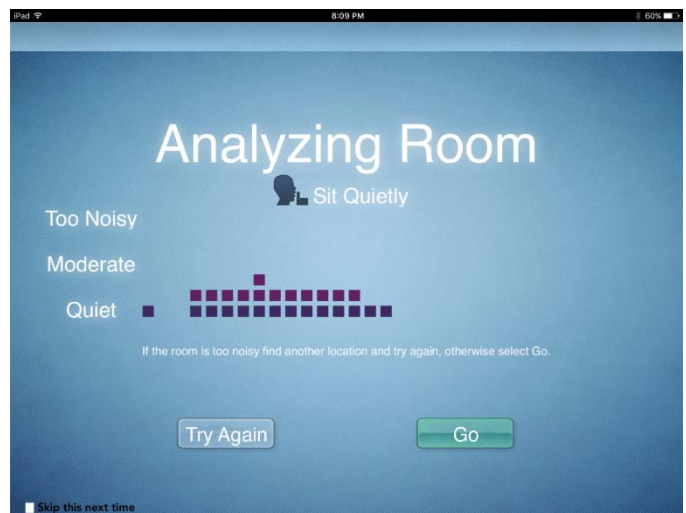 iPad 8:09 PM 60%
Analyzing Room
Sit Quietly
Too Noisy
Moderate
Quiet
If the room is too noisy find another location and try again, otherwise select Go.
Try Again Go
Skip this next time